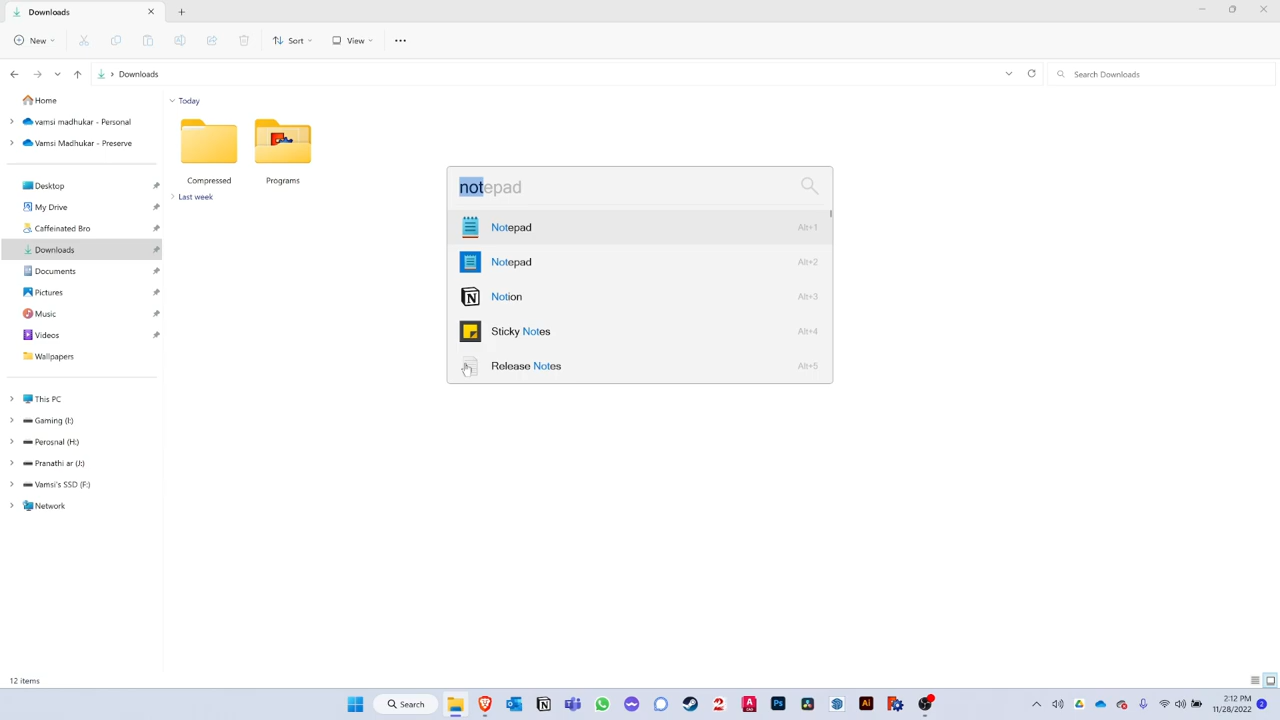 Downloads
New
Sort
View
Downloads
Search Downloads
Home
vamsi madhukar - Personal
Vamsi Madhukar - Preserve
Desktop
My Drive
Caffeinated Bro
Downloads
Documents
Pictures
Music
Videos
Wallpapers
This PC
Gaming (I:)
Perosnal (H:)
Pranathi ar (J:)
Vamsi's SSD (F:)
Network
Today
Compressed
Programs
Last week
notepad
Notepad Alt+1
Notepad Alt+2
Notion Alt+3
Sticky Notes Alt+4
Release Notes Alt+5
12 items
Search
2:12 PM
11/28/2022
2